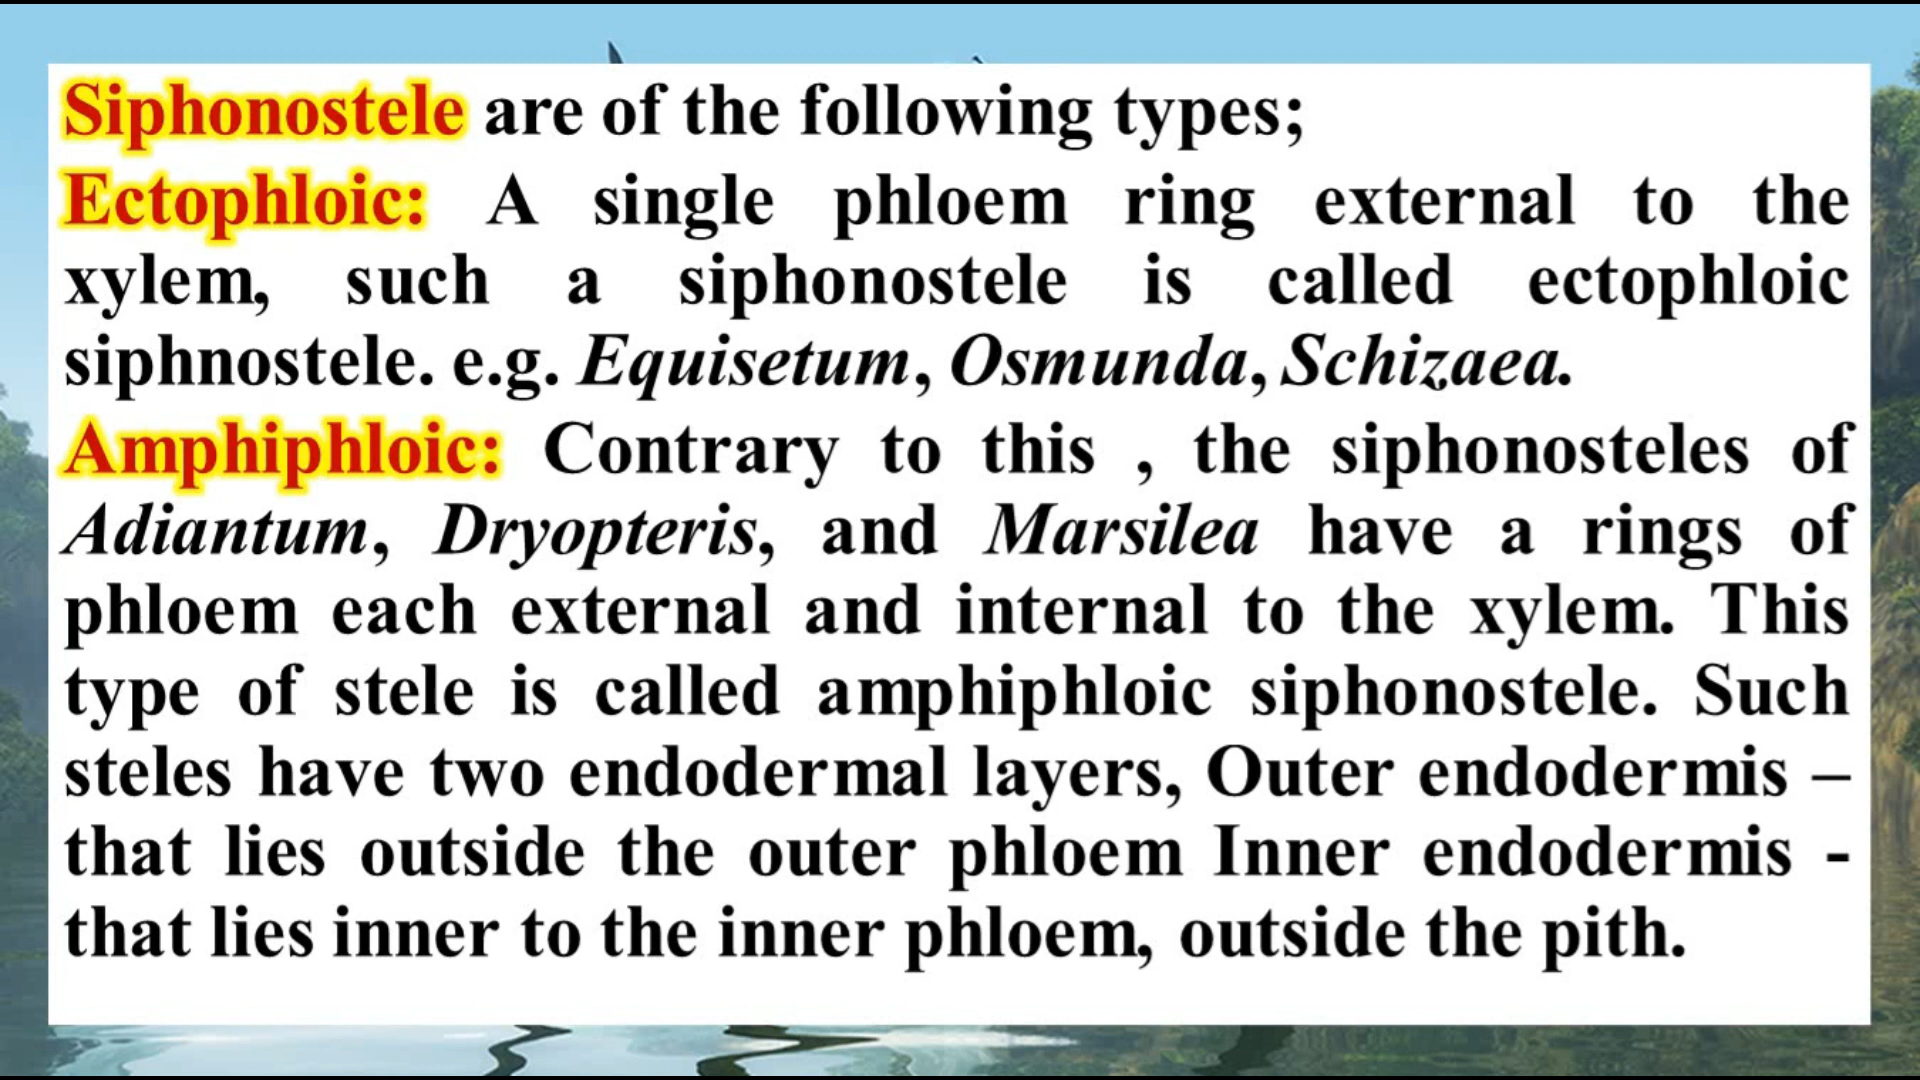 Siphonostele are of the following types;
Ectophloic: A single phloem ring external to the
xylem, such a siphonostele is called ectophloic
siphnostele. e.g. Equisetum, Osmunda, Schizaea.
Amphiphloic: Contrary to this , the siphonosteles of
Adiantum, Dryopteris, and Marsilea have a rings of
phloem each external and internal to the xylem. This
type of stele is called amphiphloic siphonostele. Such
steles have two endodermal layers, Outer endodermis –
that lies outside the outer phloem Inner endodermis -
that lies inner to the inner phloem, outside the pith.